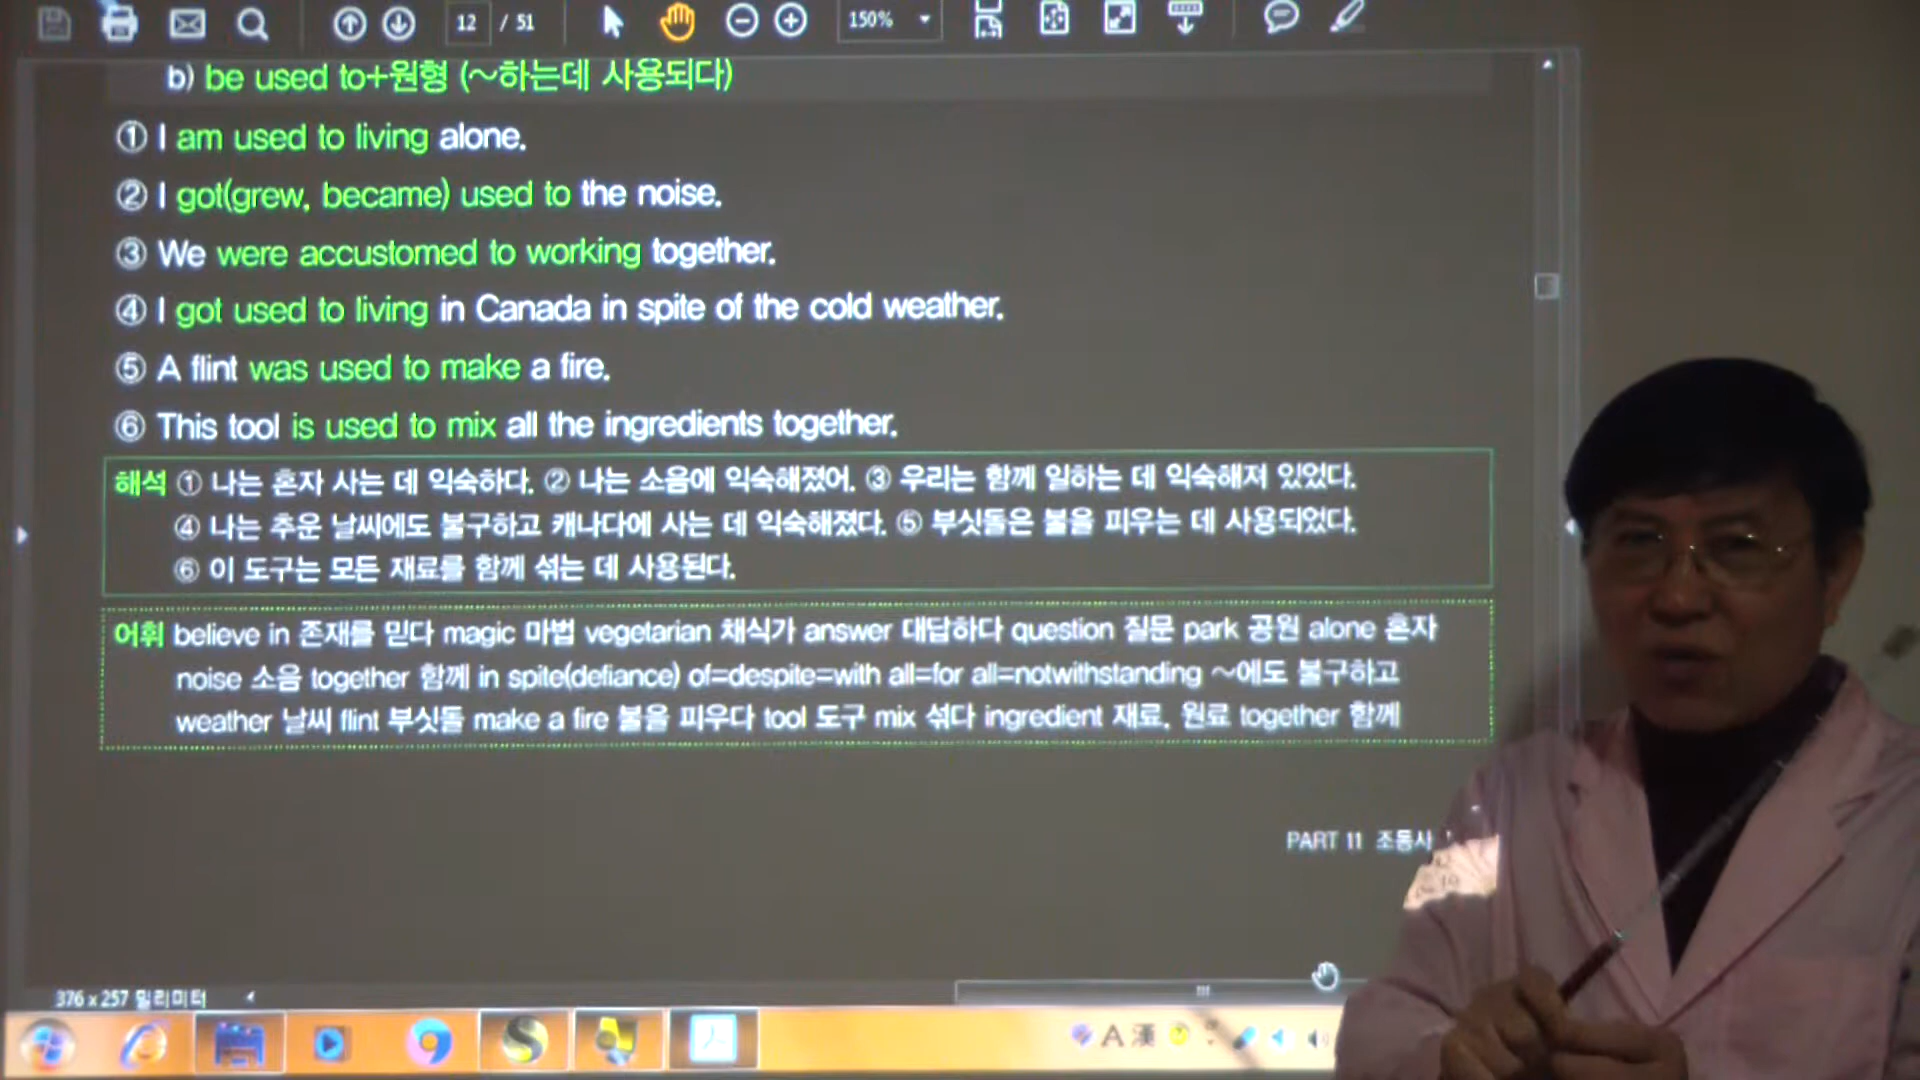 12 / 51 150%
b) be used to+원형 (~하는데 사용되다)
① I am used to living alone.
② I got(grew, became) used to the noise.
③ We were accustomed to working together.
④ I got used to living in Canada in spite of the cold weather.
⑤ A flint was used to make a fire.
⑥ This tool is used to mix all the ingredients together.
해석 ① 나는 혼자 사는 데 익숙하다. ② 나는 소음에 익숙해졌어. ③ 우리는 함께 일하는 데 익숙해져 있었다.
④ 나는 추운 날씨에도 불구하고 캐나다에 사는 데 익숙해졌다. ⑤ 부싯돌은 불을 피우는 데 사용되었다.
⑥ 이 도구는 모든 재료를 함께 섞는 데 사용된다.
어휘 believe in 존재를 믿다 magic 마법 vegetarian 채식가 answer 대답하다 question 질문 park 공원 alone 혼자
noise 소음 together 함께 in spite(defiance) of=despite=with all=for all=notwithstanding ~에도 불구하고
weather 날씨 flint 부싯돌 make a fire 불을 피우다 tool 도구 mix 섞다 ingredient 재료, 원료 together 함께
PART 11 조동사
376 x 257 밀리미터
A 漢